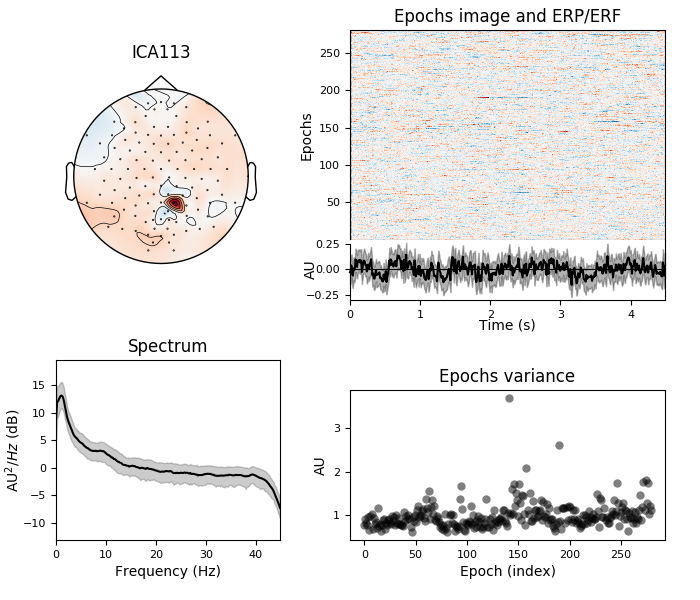 ICA113
Epochs image and ERP/ERF
Epochs
250
200
150
100
50
AU
0.25
0.00
−0.25
0 1 2 3 4
Time (s)
Spectrum
AU²/Hz (dB)
15
10
5
0
−5
−10
0 10 20 30 40
Frequency (Hz)
Epochs variance
AU
3
2
1
0 50 100 150 200 250
Epoch (index)